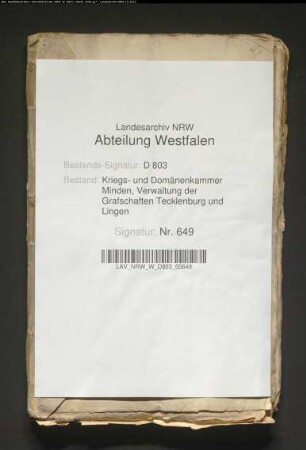 Landesarchiv NRW
Abteilung Westfalen
Bestands-Signatur: D 803
Bestand: Kriegs- und Domänenkammer
Minden, Verwaltung der
Grafschaften Tecklenburg und
Lingen
Signatur: Nr. 649
LAV_NRW_W_D803_00649